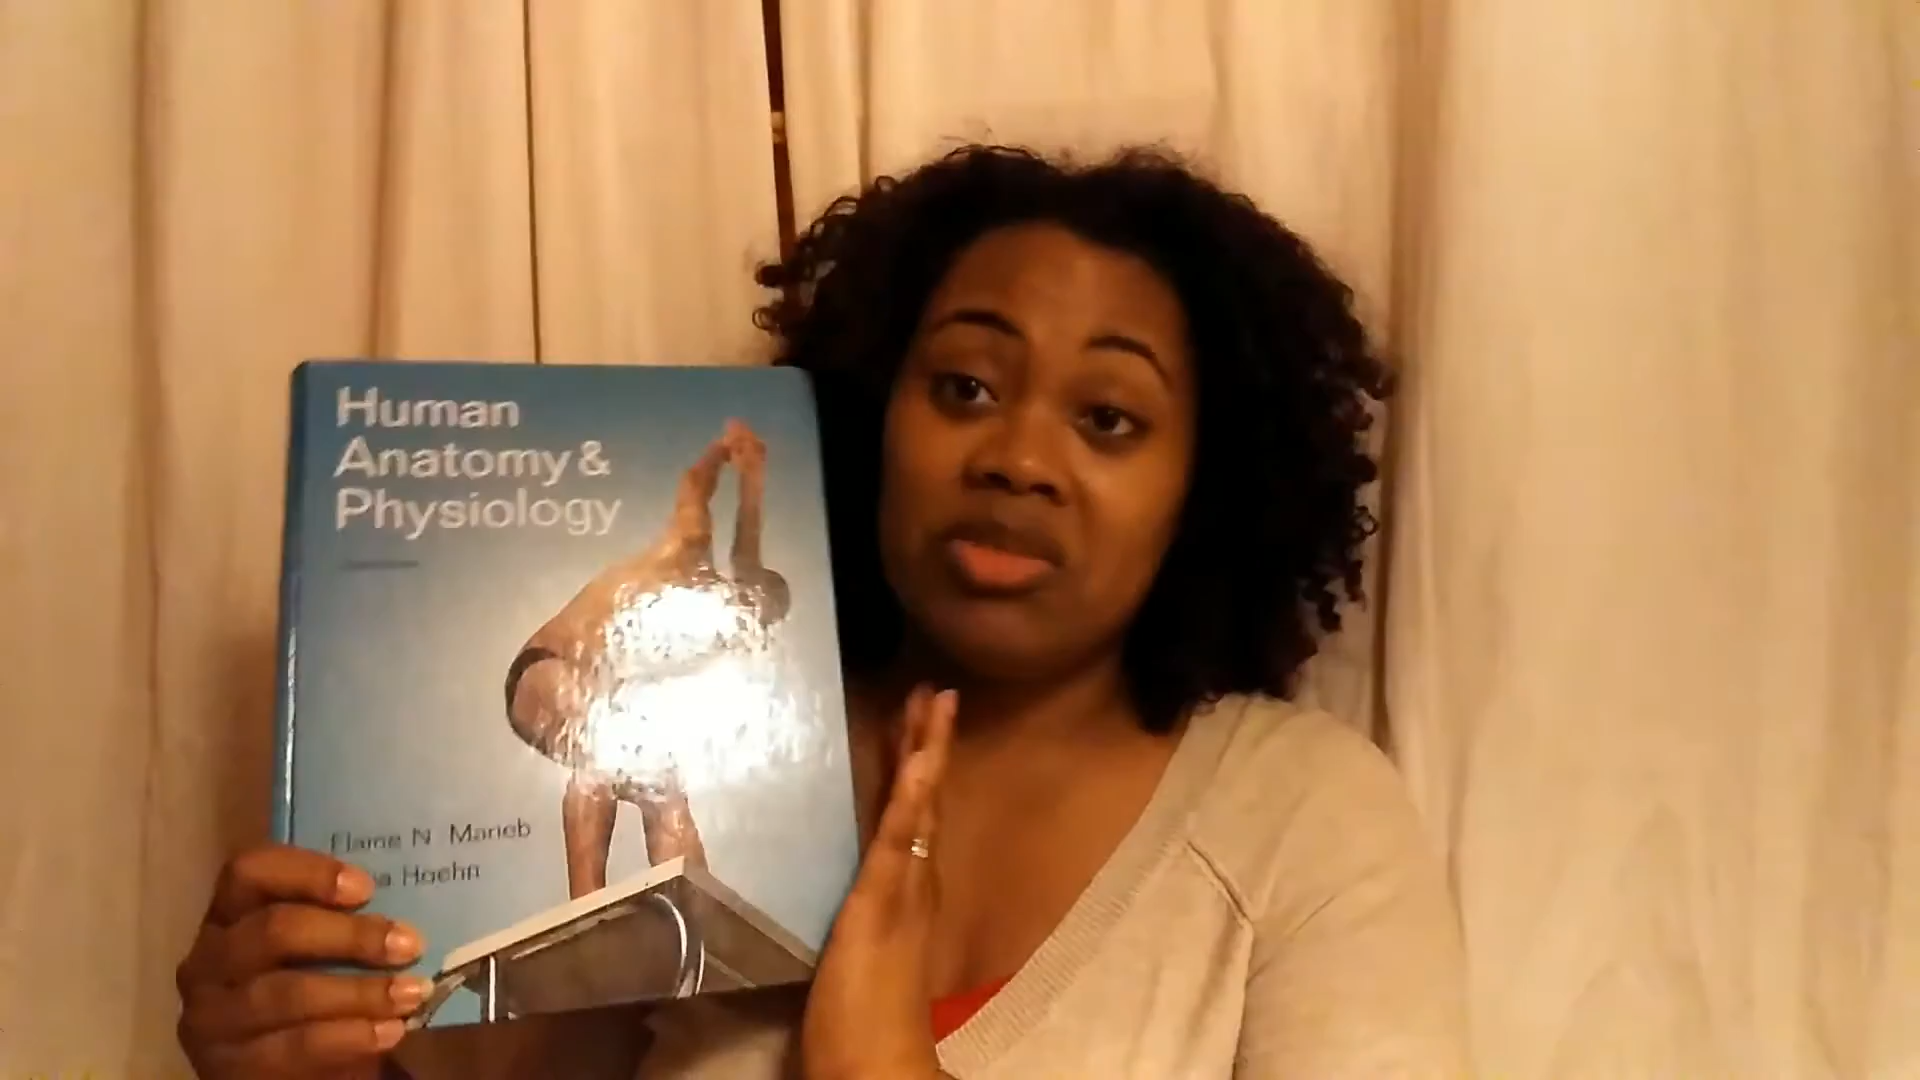 Human
Anatomy &
Physiology
Elaine N. Marieb
Hoehn